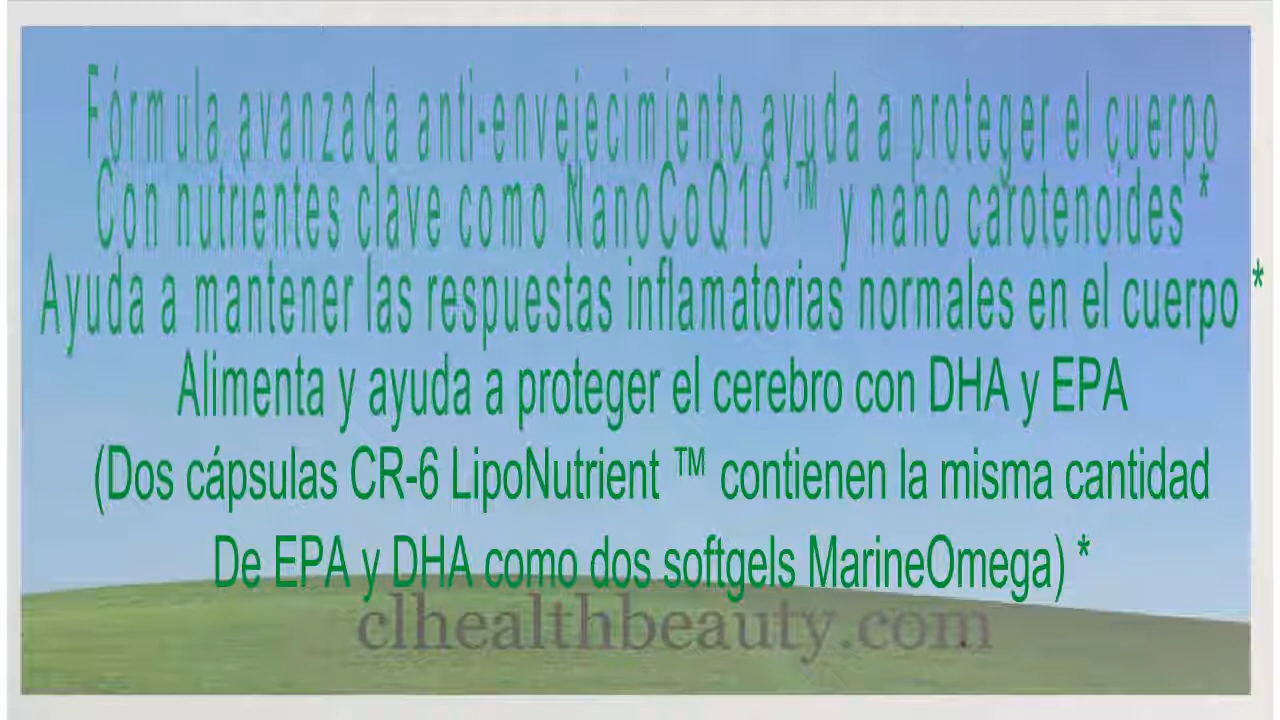 Fórmula avanzada anti-envejecimiento ayuda a proteger el cuerpo
Con nutrientes clave como NanoCoQ10 ™ y nano carotenoides *
Ayuda a mantener las respuestas inflamatorias normales en el cuerpo *
Alimenta y ayuda a proteger el cerebro con DHA y EPA
(Dos cápsulas CR-6 LipoNutrient ™ contienen la misma cantidad
De EPA y DHA como dos softgels MarineOmega) *
clhealthbeauty.com